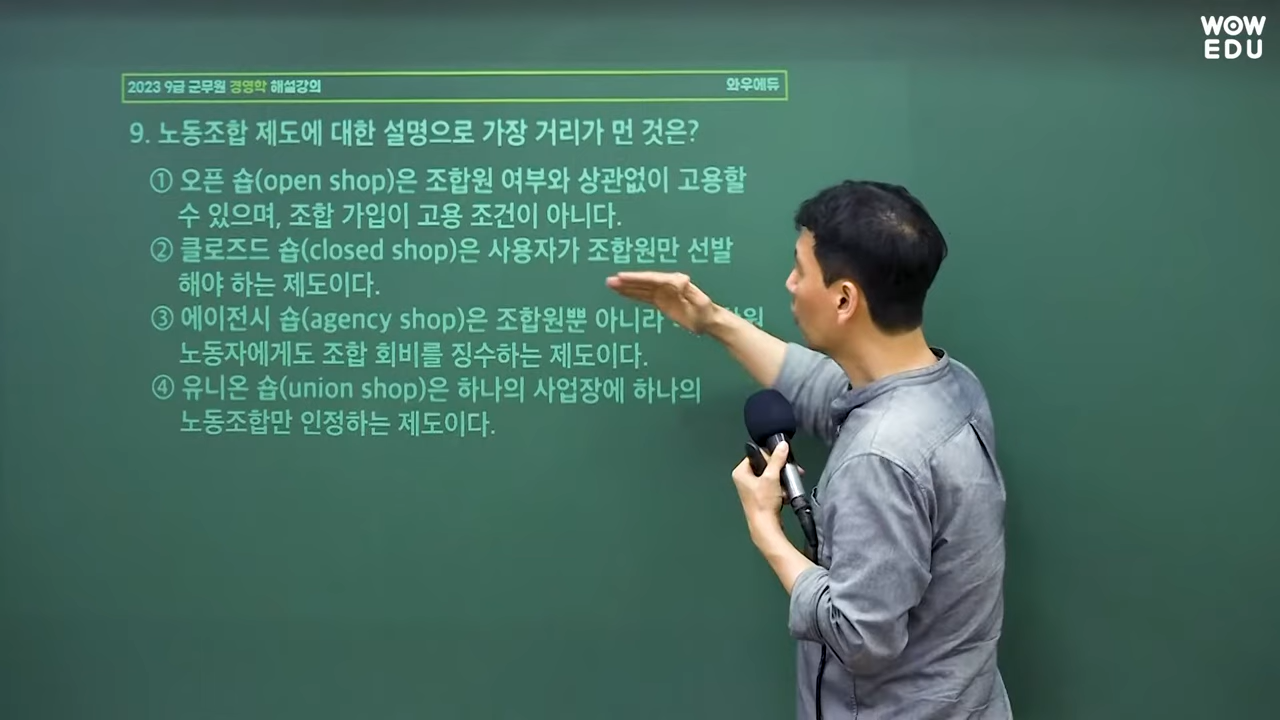 WOW
EDU
2023 9급 군무원 경영학 해설강의
와우에듀
9. 노동조합 제도에 대한 설명으로 가장 거리가 먼 것은?
① 오픈 숍(open shop)은 조합원 여부와 상관없이 고용할
수 있으며, 조합 가입이 고용 조건이 아니다.
② 클로즈드 숍(closed shop)은 사용자가 조합원만 선발
해야 하는 제도이다.
③ 에이전시 숍(agency shop)은 조합원뿐 아니라
노동자에게도 조합 회비를 징수하는 제도이다.
④ 유니온 숍(union shop)은 하나의 사업장에 하나의
노동조합만 인정하는 제도이다.